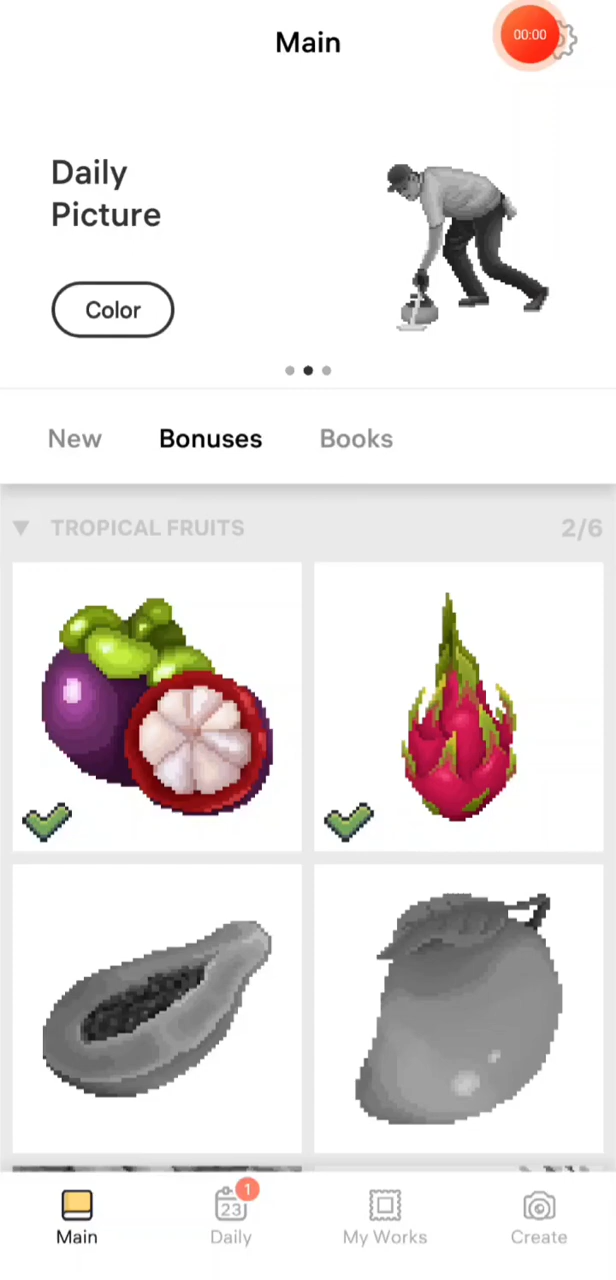 Main
00:00
Daily
Picture
Color
New Bonuses Books
TROPICAL FRUITS 2/6
1
23
Main Daily My Works Create